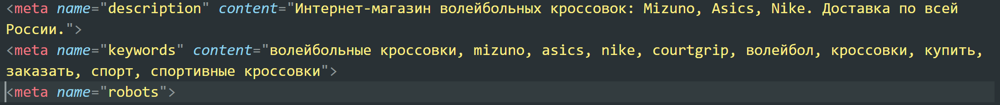 <meta name="description" content="Интернет-магазин волейбольных кроссовок: Mizuno, Asics, Nike. Доставка по всей
России.">
<meta name="keywords" content="волейбольные кроссовки, mizuno, asics, nike, courtgrip, волейбол, кроссовки, купить,
заказать, спорт, спортивные кроссовки">
<meta name="robots">